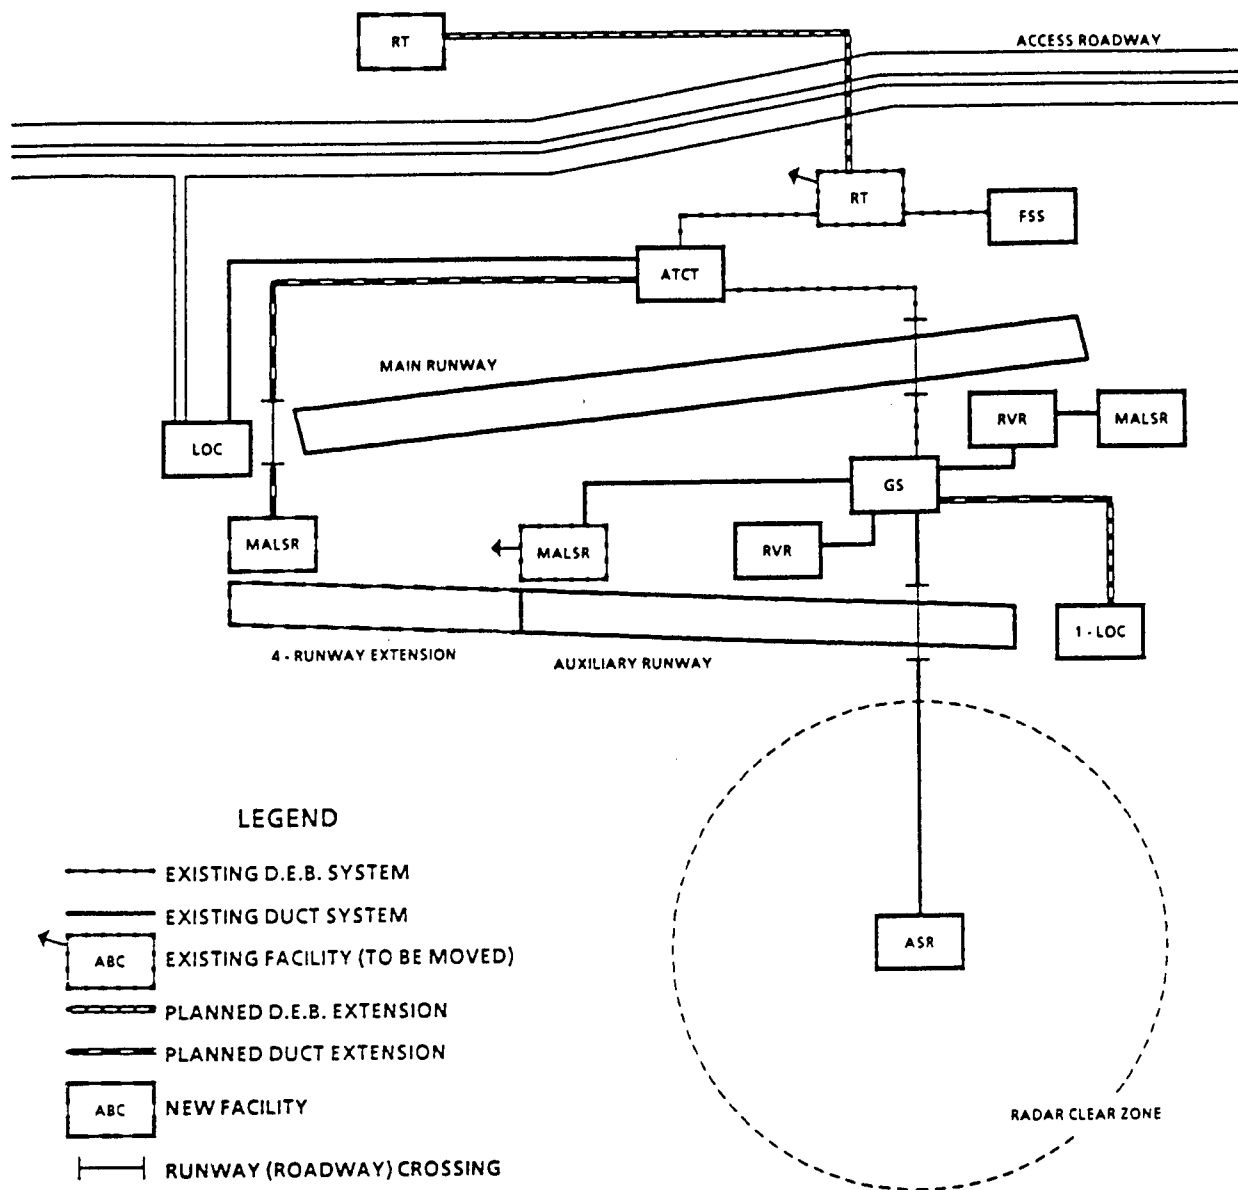 RT
ACCESS ROADWAY
RT
FSS
ATCT
MAIN RUNWAY
RVR
MALSR
LOC
GS
MALSR
MALSR
RVR
1 - LOC
4 - RUNWAY EXTENSION
AUXILIARY RUNWAY
LEGEND
EXISTING D.E.B. SYSTEM
EXISTING DUCT SYSTEM
ABC EXISTING FACILITY (TO BE MOVED)
PLANNED D.E.B. EXTENSION
PLANNED DUCT EXTENSION
ABC NEW FACILITY
RUNWAY (ROADWAY) CROSSING
ASR
RADAR CLEAR ZONE